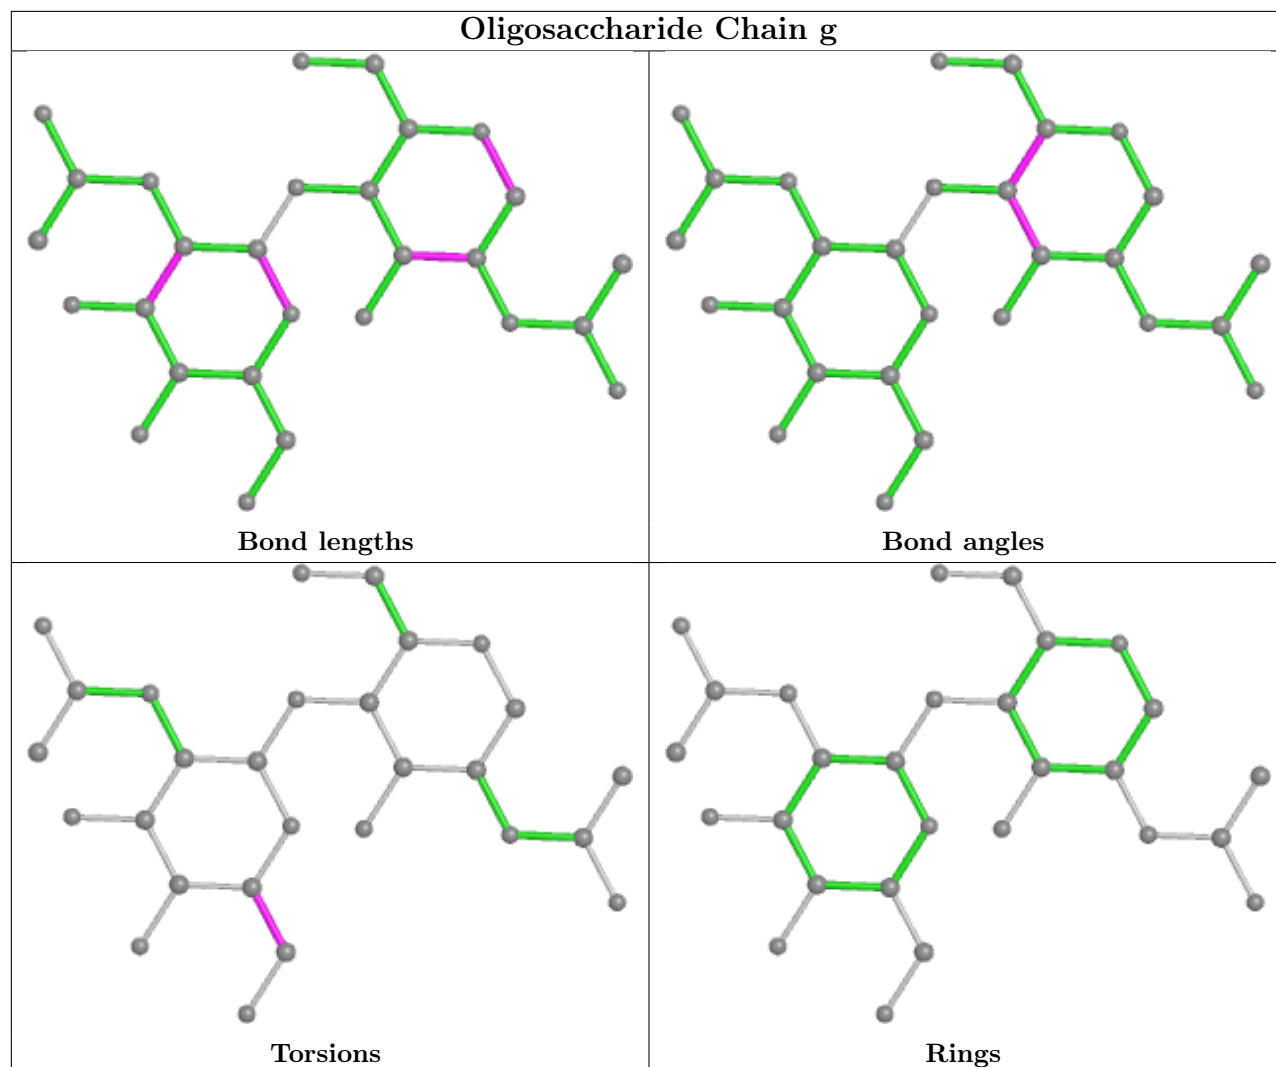 Oligosaccharide Chain g
Bond lengths
Bond angles
Torsions
Rings